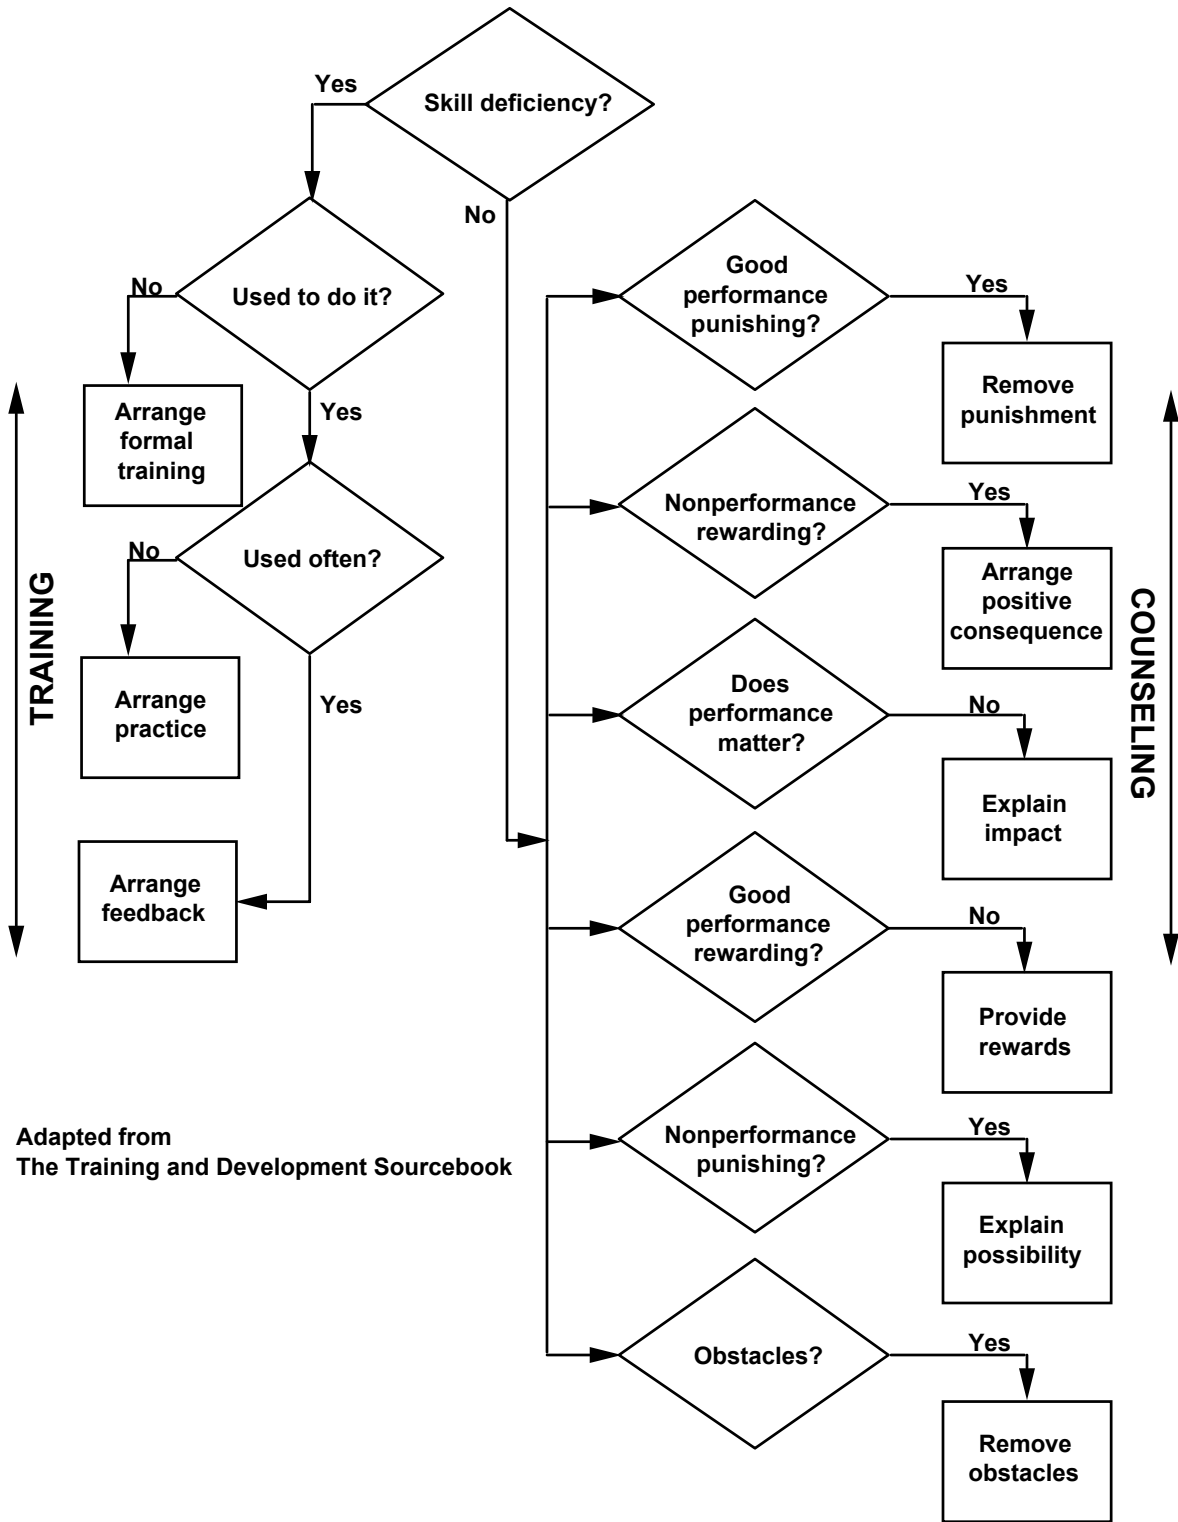 Yes
Skill deficiency?
No
Used to do it?
No
Arrange
formal
training
Yes
Used often?
No
Arrange
practice
Yes
Arrange
feedback
TRAINING
Good
performance
punishing?
Yes
Remove
punishment
Nonperformance
rewarding?
Yes
Arrange
positive
consequence
Does
performance
matter?
No
Explain
impact
Good
performance
rewarding?
No
Provide
rewards
Nonperformance
punishing?
Yes
Explain
possibility
Obstacles?
Yes
Remove
obstacles
COUNSELING
Adapted from
The Training and Development Sourcebook